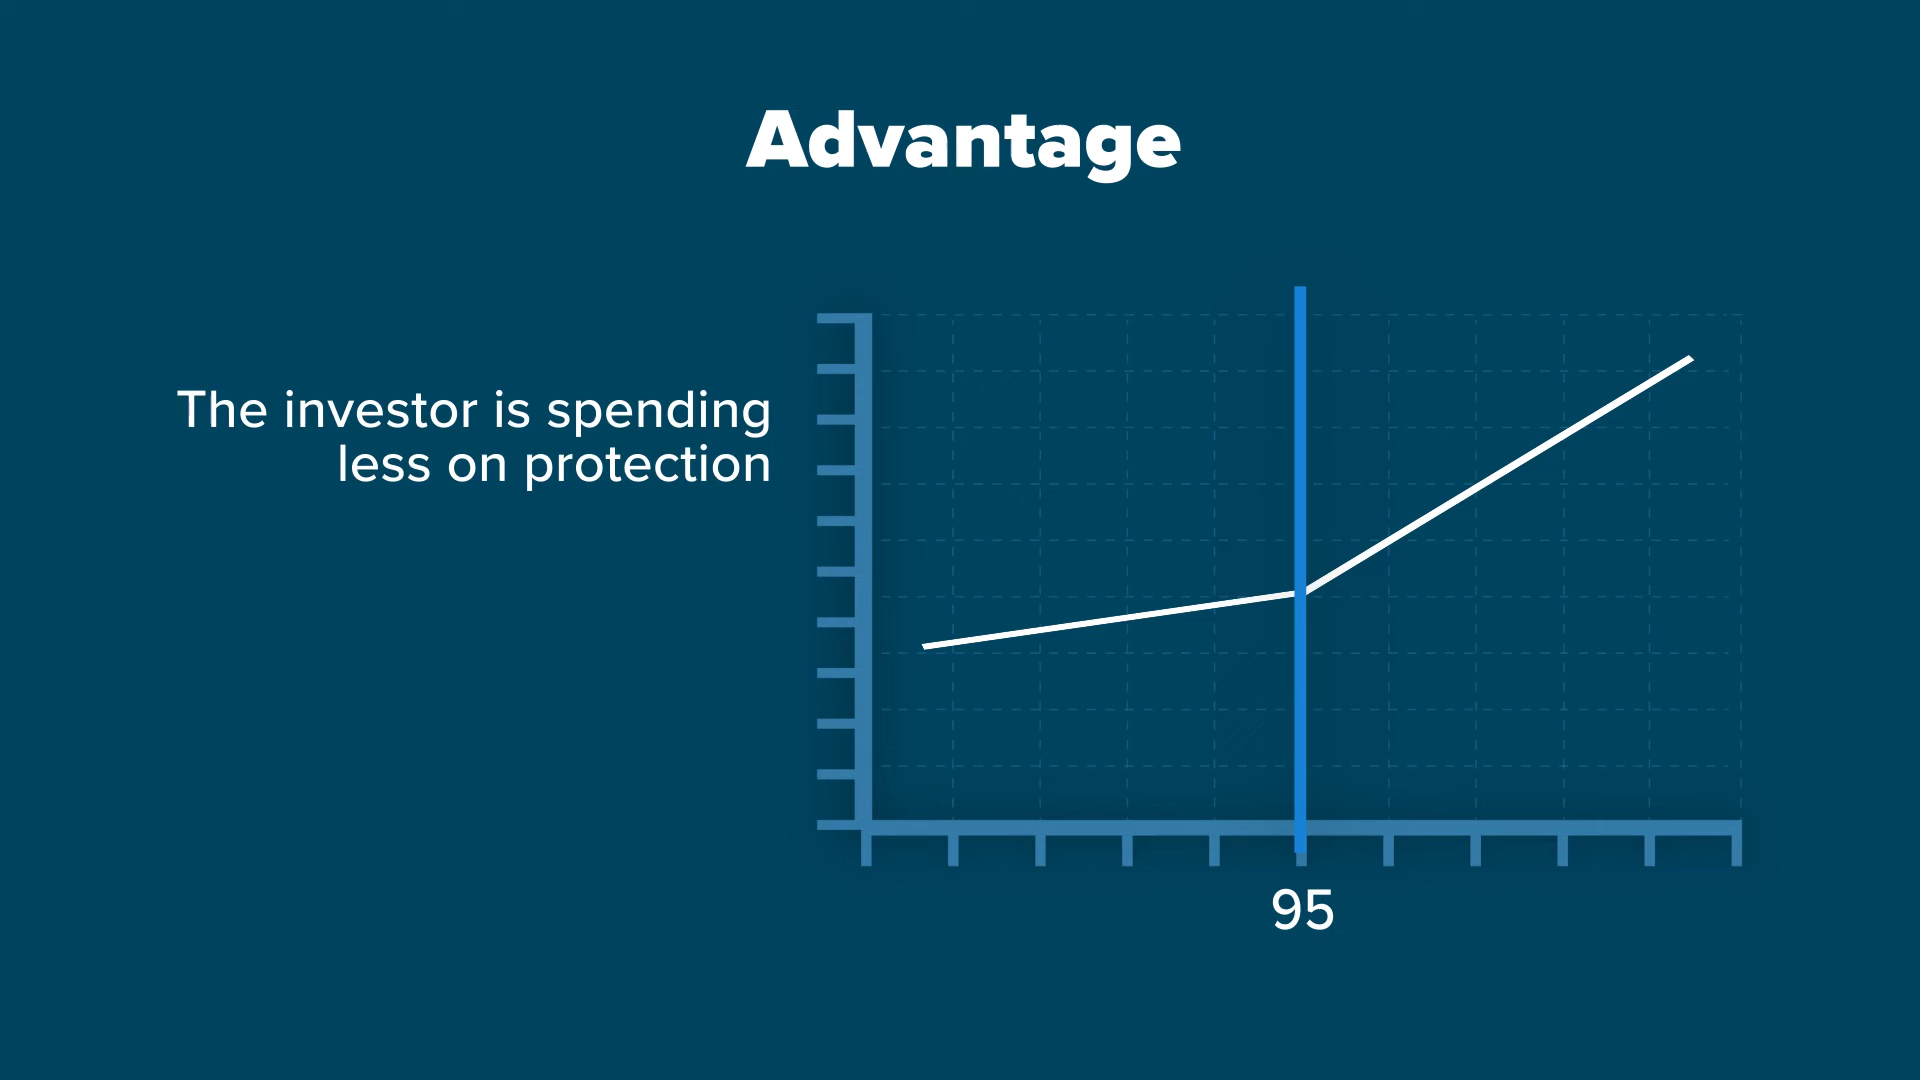 Advantage
The investor is spending
less on protection
95